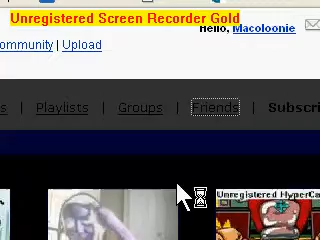 Unregistered Screen Recorder Gold
Hello, Macoloonie
ommunity | Upload
s | Playlists | Groups | Friends | Subscri
Unregistered HyperCa